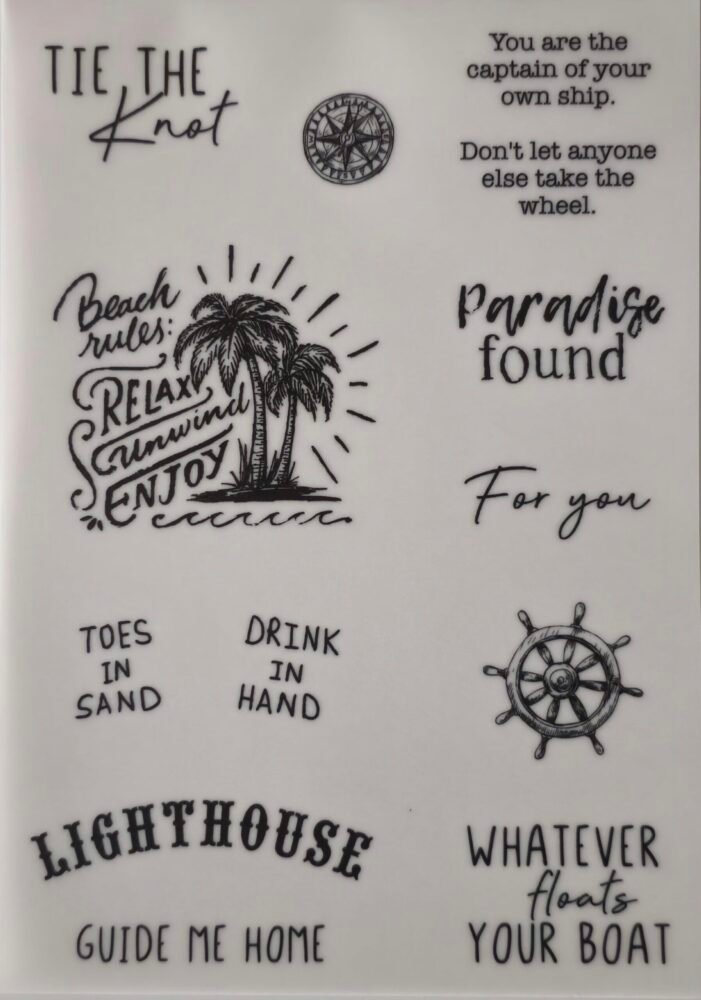 TIE THE
Knot
You are the
captain of your
own ship.
Don't let anyone
else take the
wheel.
Beach
rules:
RELAX
Unwind
ENJOY
Paradise
found
For you
TOES
IN
SAND
DRINK
IN
HAND
LIGHTHOUSE
GUIDE ME HOME
WHATEVER
floats
YOUR BOAT